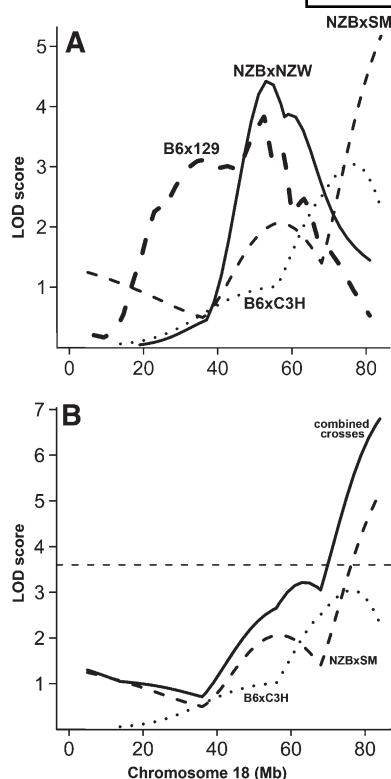 NZBxSM
A
NZBxNZW
B6x129
B6xC3H
LOD score
5
4
3
2
1
0 20 40 60 80
B
combined
crosses
NZBxSM
B6xC3H
LOD score
7
6
5
4
3
2
1
0 20 40 60 80
Chromosome 18 (Mb)